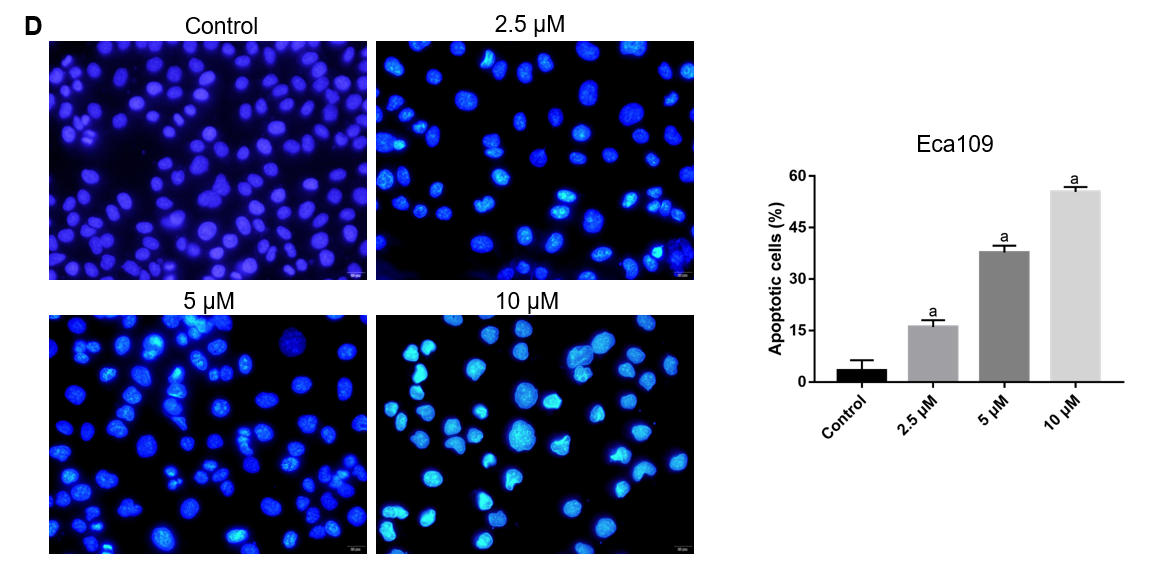 D
Control
2.5 µM
5 µM
10 µM
Eca109
Apoptotic cells (%)
60
45
30
15
0
a
a
a
Control
2.5 µM
5 µM
10 µM